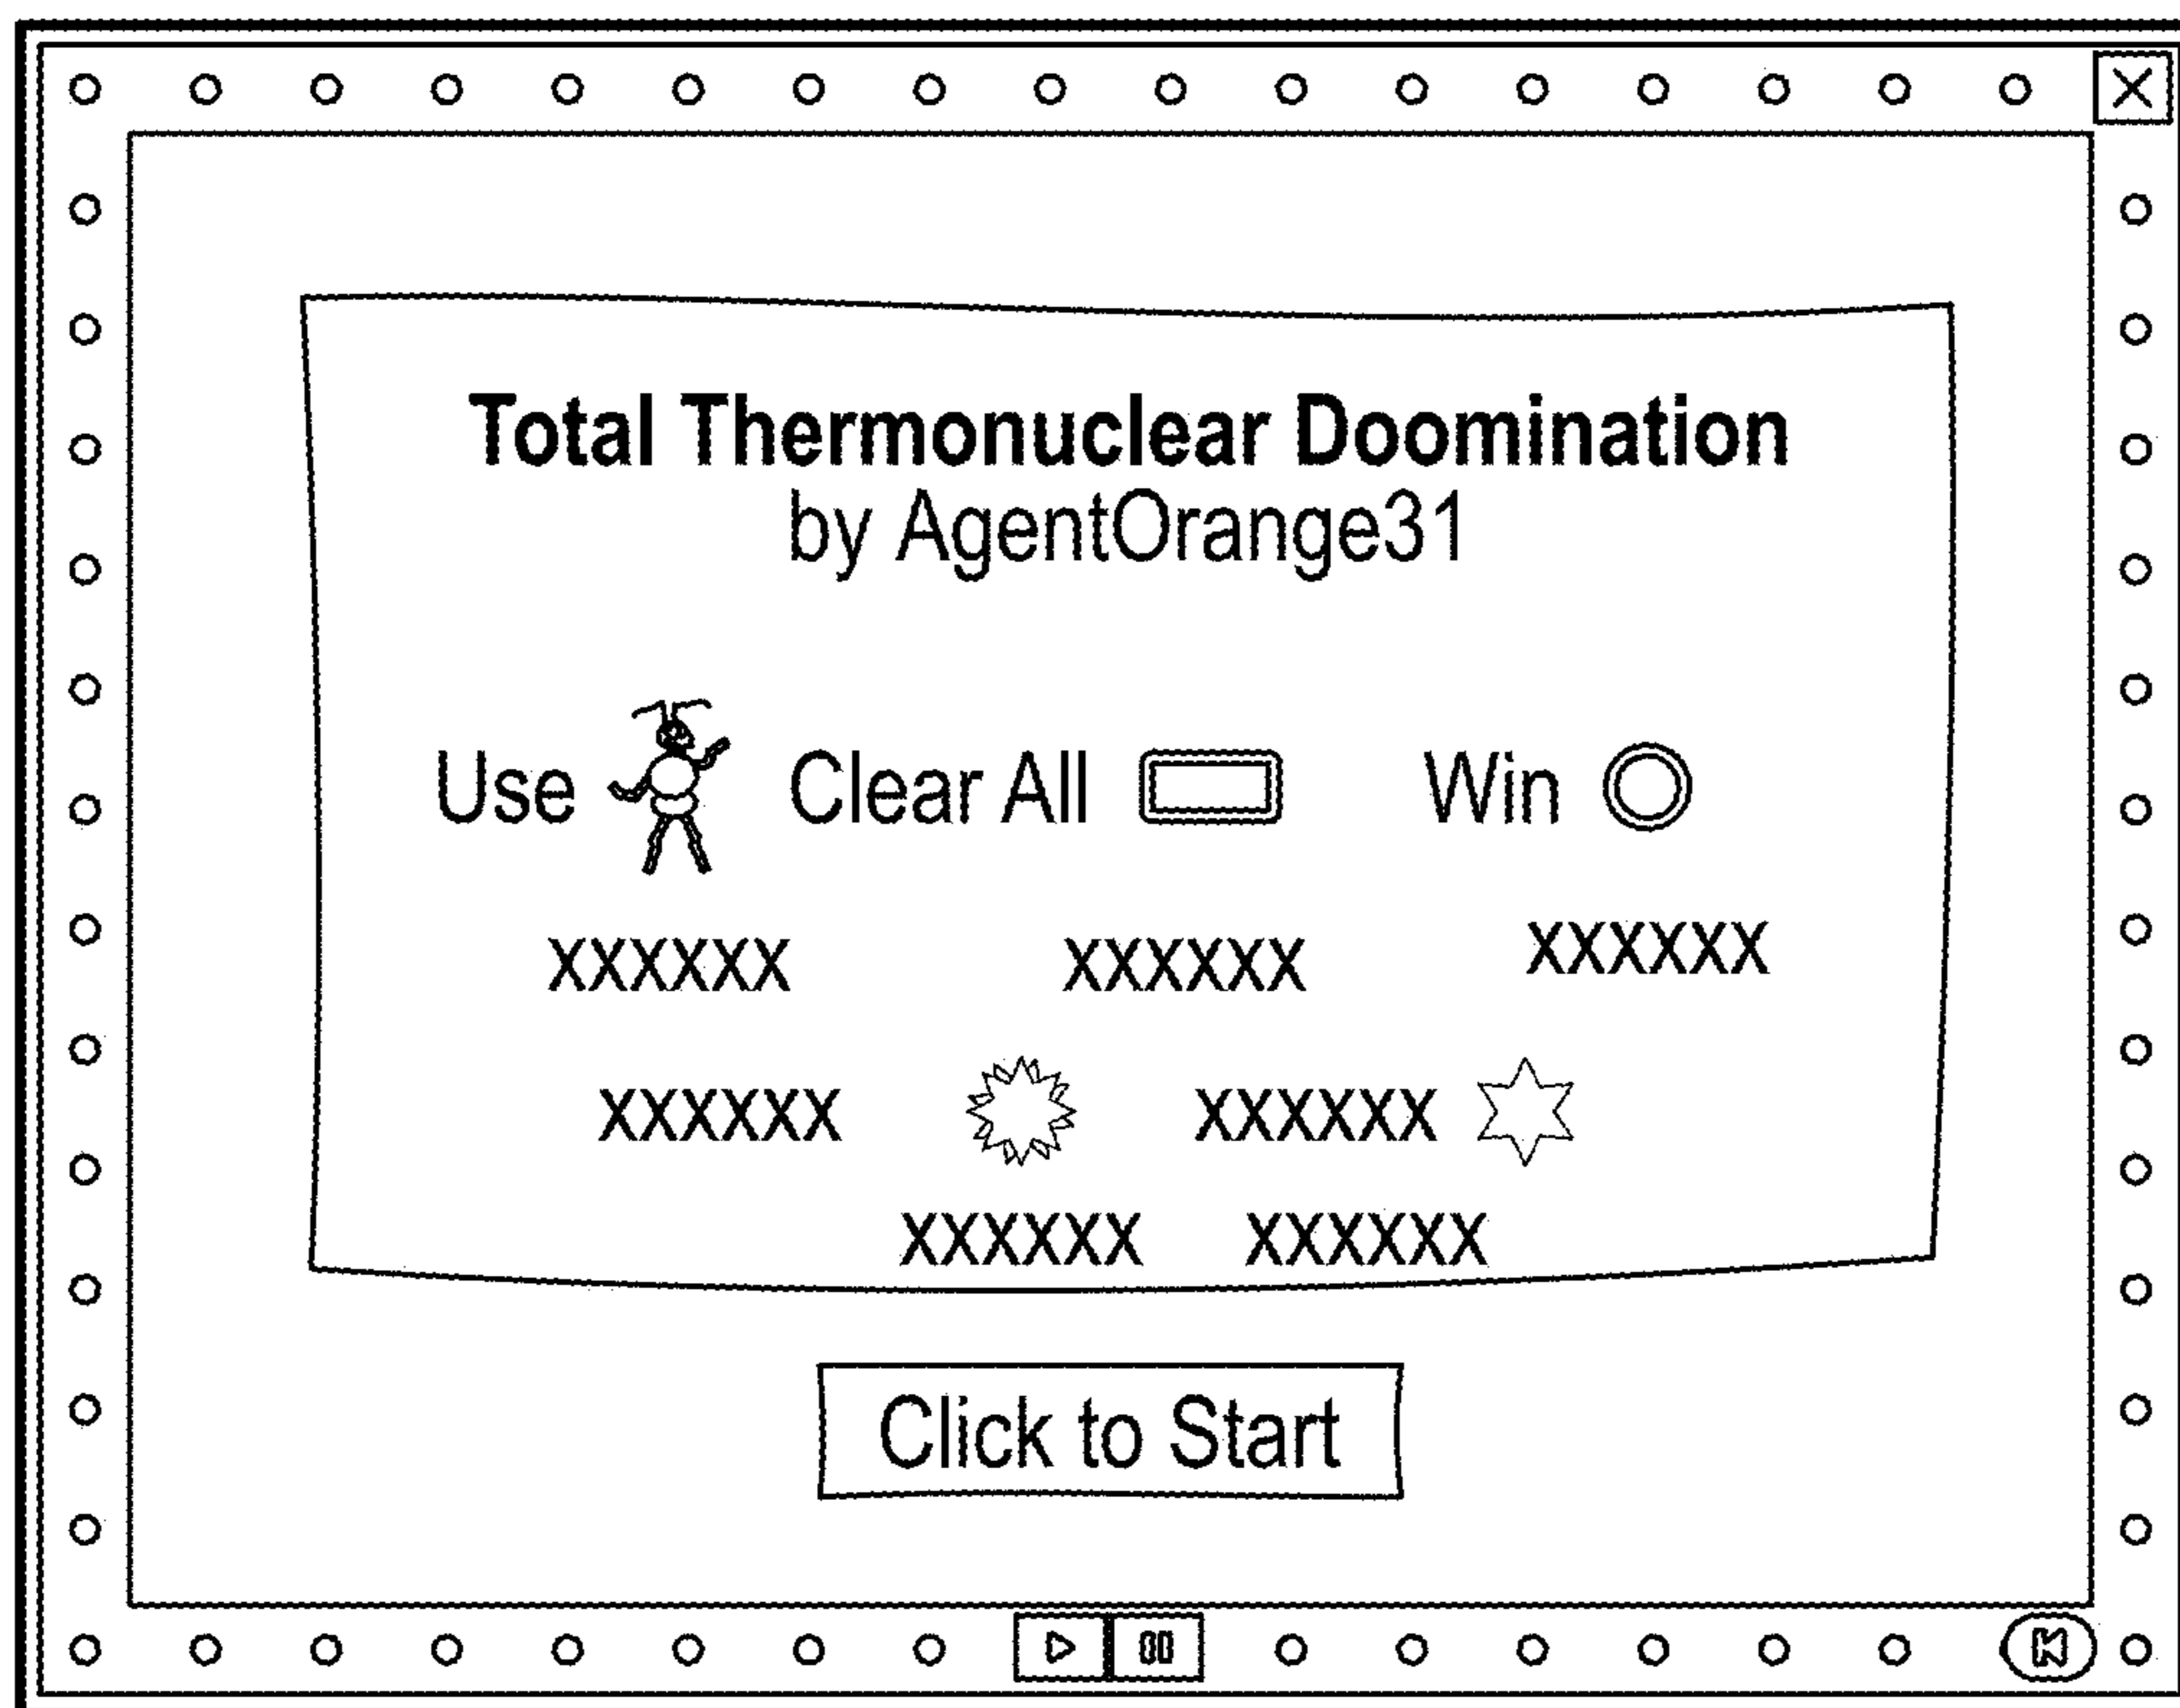 Total Thermonuclear Doomination
by AgentOrange31
Use Clear All Win
XXXXXX XXXXXX XXXXXX
XXXXXX XXXXXX
XXXXXX XXXXXX
Click to Start